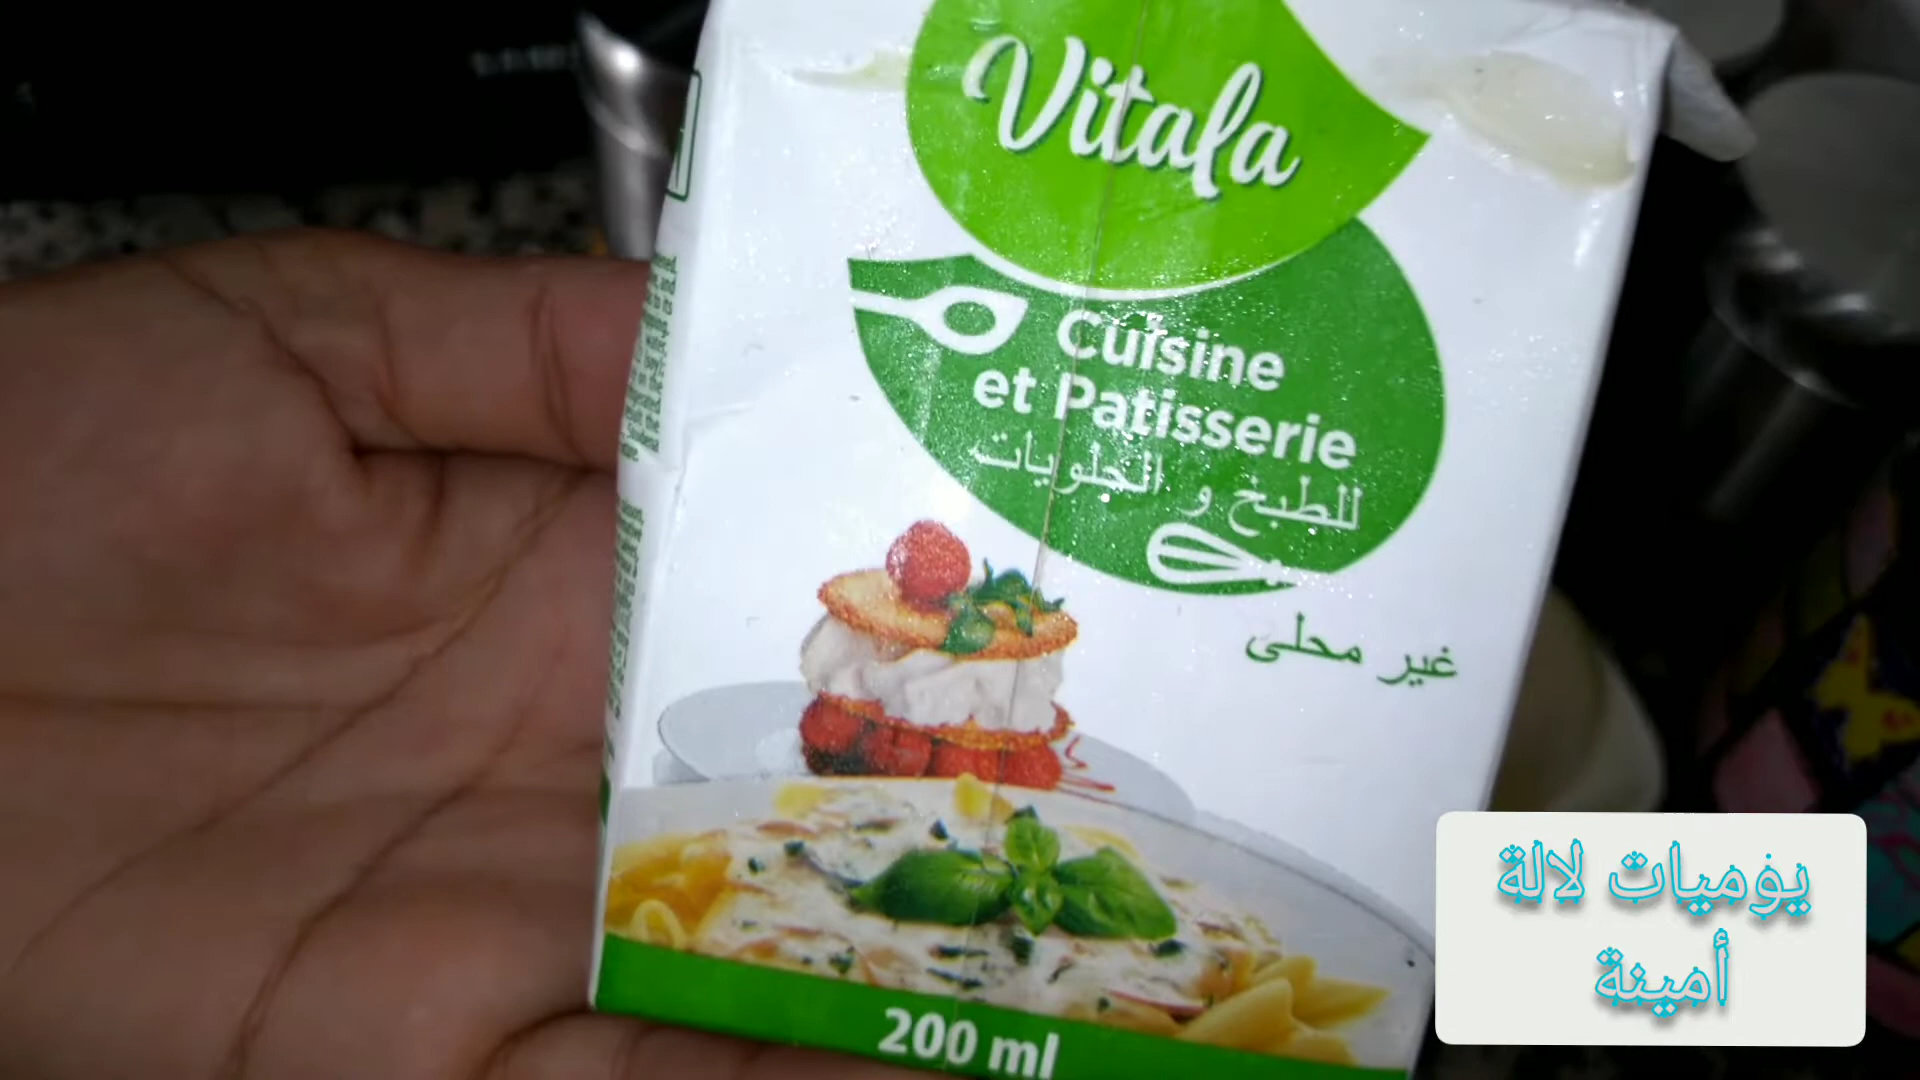 Vitala
Cuisine
et Patisserie
للطبخ و الحلويات
غير محلى
200 ml
يوميات لالة
أمينة